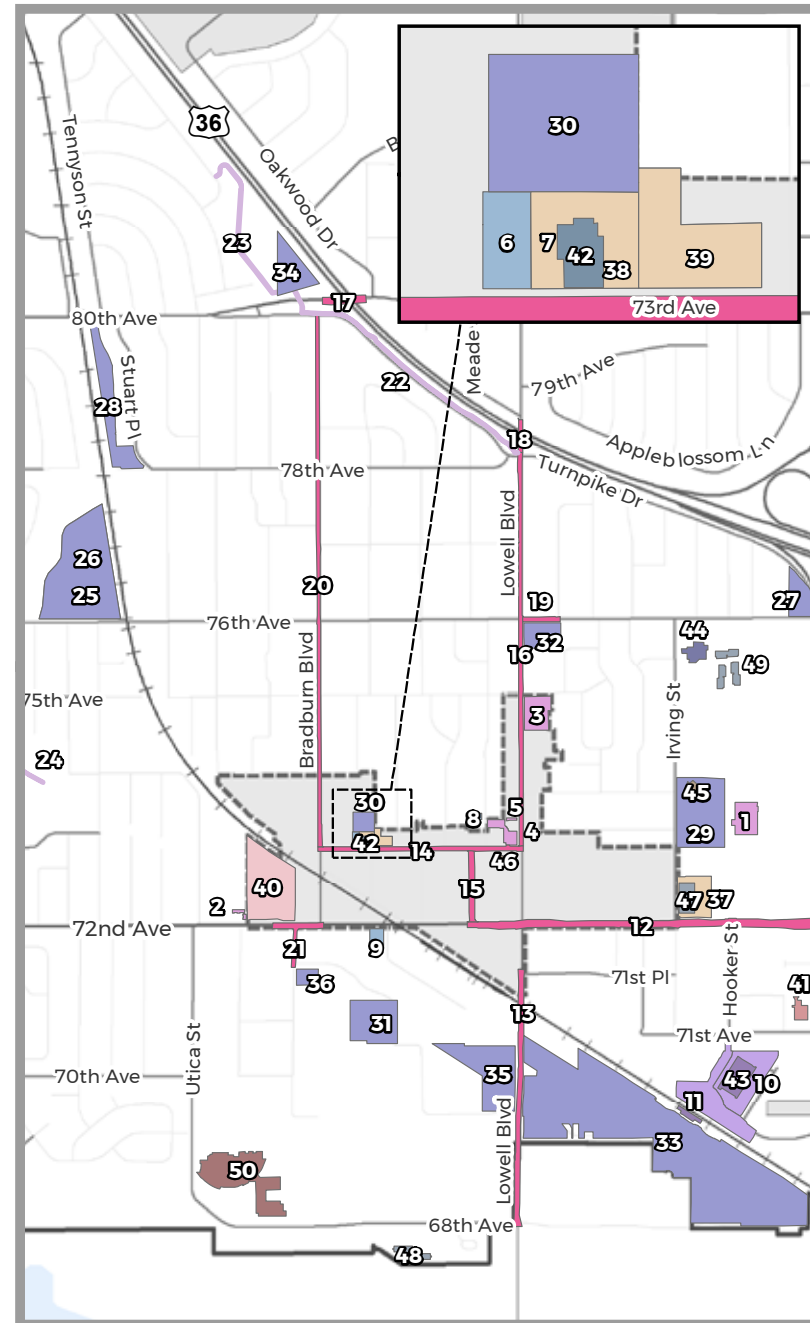 36
Tennyson St
Oakwood Dr
B
30
6
7
42
38
39
73rd Ave
23
34
17
80th Ave
Stuart Pl
28
22
Meade
79th Ave
18
Appleblossom Ln
Turnpike Dr
78th Ave
Lowell Blvd
26
25
20
19
27
76th Ave
32
16
44
49
Bradburn Blvd
75th Ave
Irving St
3
24
30
8
5
4
45
29
1
42
14
46
40
15
47
37
2
72nd Ave
12
21
9
Hooker St
36
71st Pl
41
13
31
71st Ave
Utica St
70th Ave
35
43
10
11
Lowell Blvd
33
50
68th Ave
48